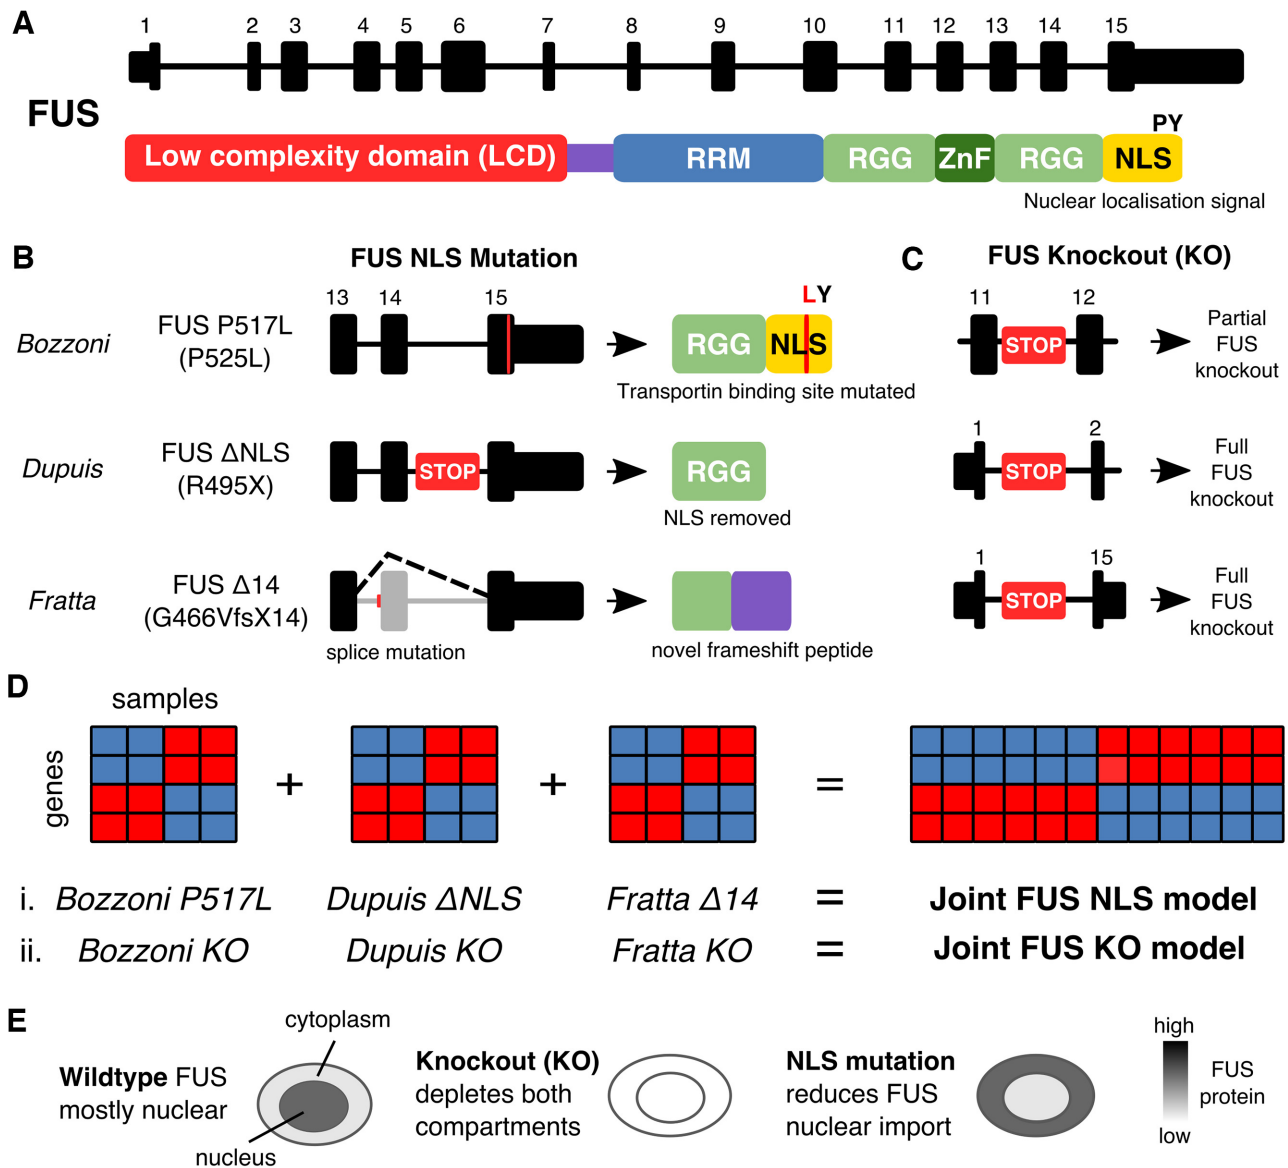 A
1 2 3 4 5 6 7 8 9 10 11 12 13 14 15
FUS
PY
Low complexity domain (LCD) RRM RGG ZnF RGG NLS
Nuclear localisation signal
B
FUS NLS Mutation
13 14 15
LY
Bozzoni
FUS P517L
(P525L)
RGG NLS
Transportin binding site mutated
Dupuis
FUS ΔNLS
(R495X)
STOP
RGG
NLS removed
Fratta
FUS Δ14
(G466VfsX14)
splice mutation
novel frameshift peptide
C
FUS Knockout (KO)
11 12
STOP
Partial
FUS
knockout
1 2
STOP
Full
FUS
knockout
1 15
STOP
Full
FUS
knockout
D
samples
genes
+ + =
i. Bozzoni P517L Dupuis ΔNLS Fratta Δ14 = Joint FUS NLS model
ii. Bozzoni KO Dupuis KO Fratta KO = Joint FUS KO model
E
cytoplasm
Wildtype FUS
mostly nuclear
nucleus
Knockout (KO)
depletes both
compartments
NLS mutation
reduces FUS
nuclear import
high
FUS
protein
low